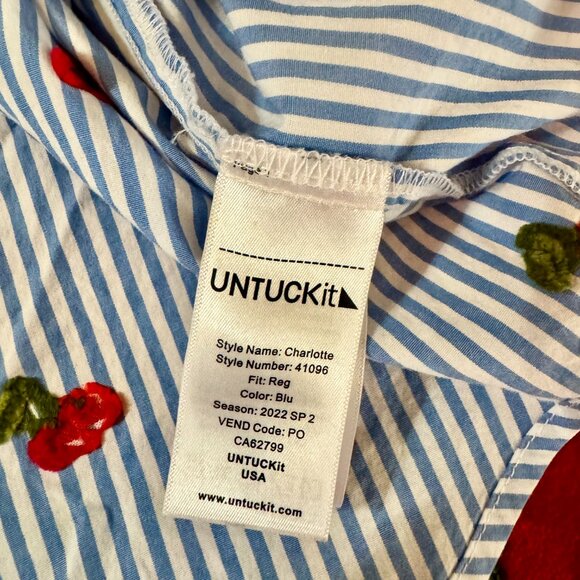 UNTUCKit
Style Name: Charlotte
Style Number: 41096
Fit: Reg
Color: Blu
Season: 2022 SP 2
VEND Code: PO
CA62799
UNTUCKit
USA
www.untuckit.com